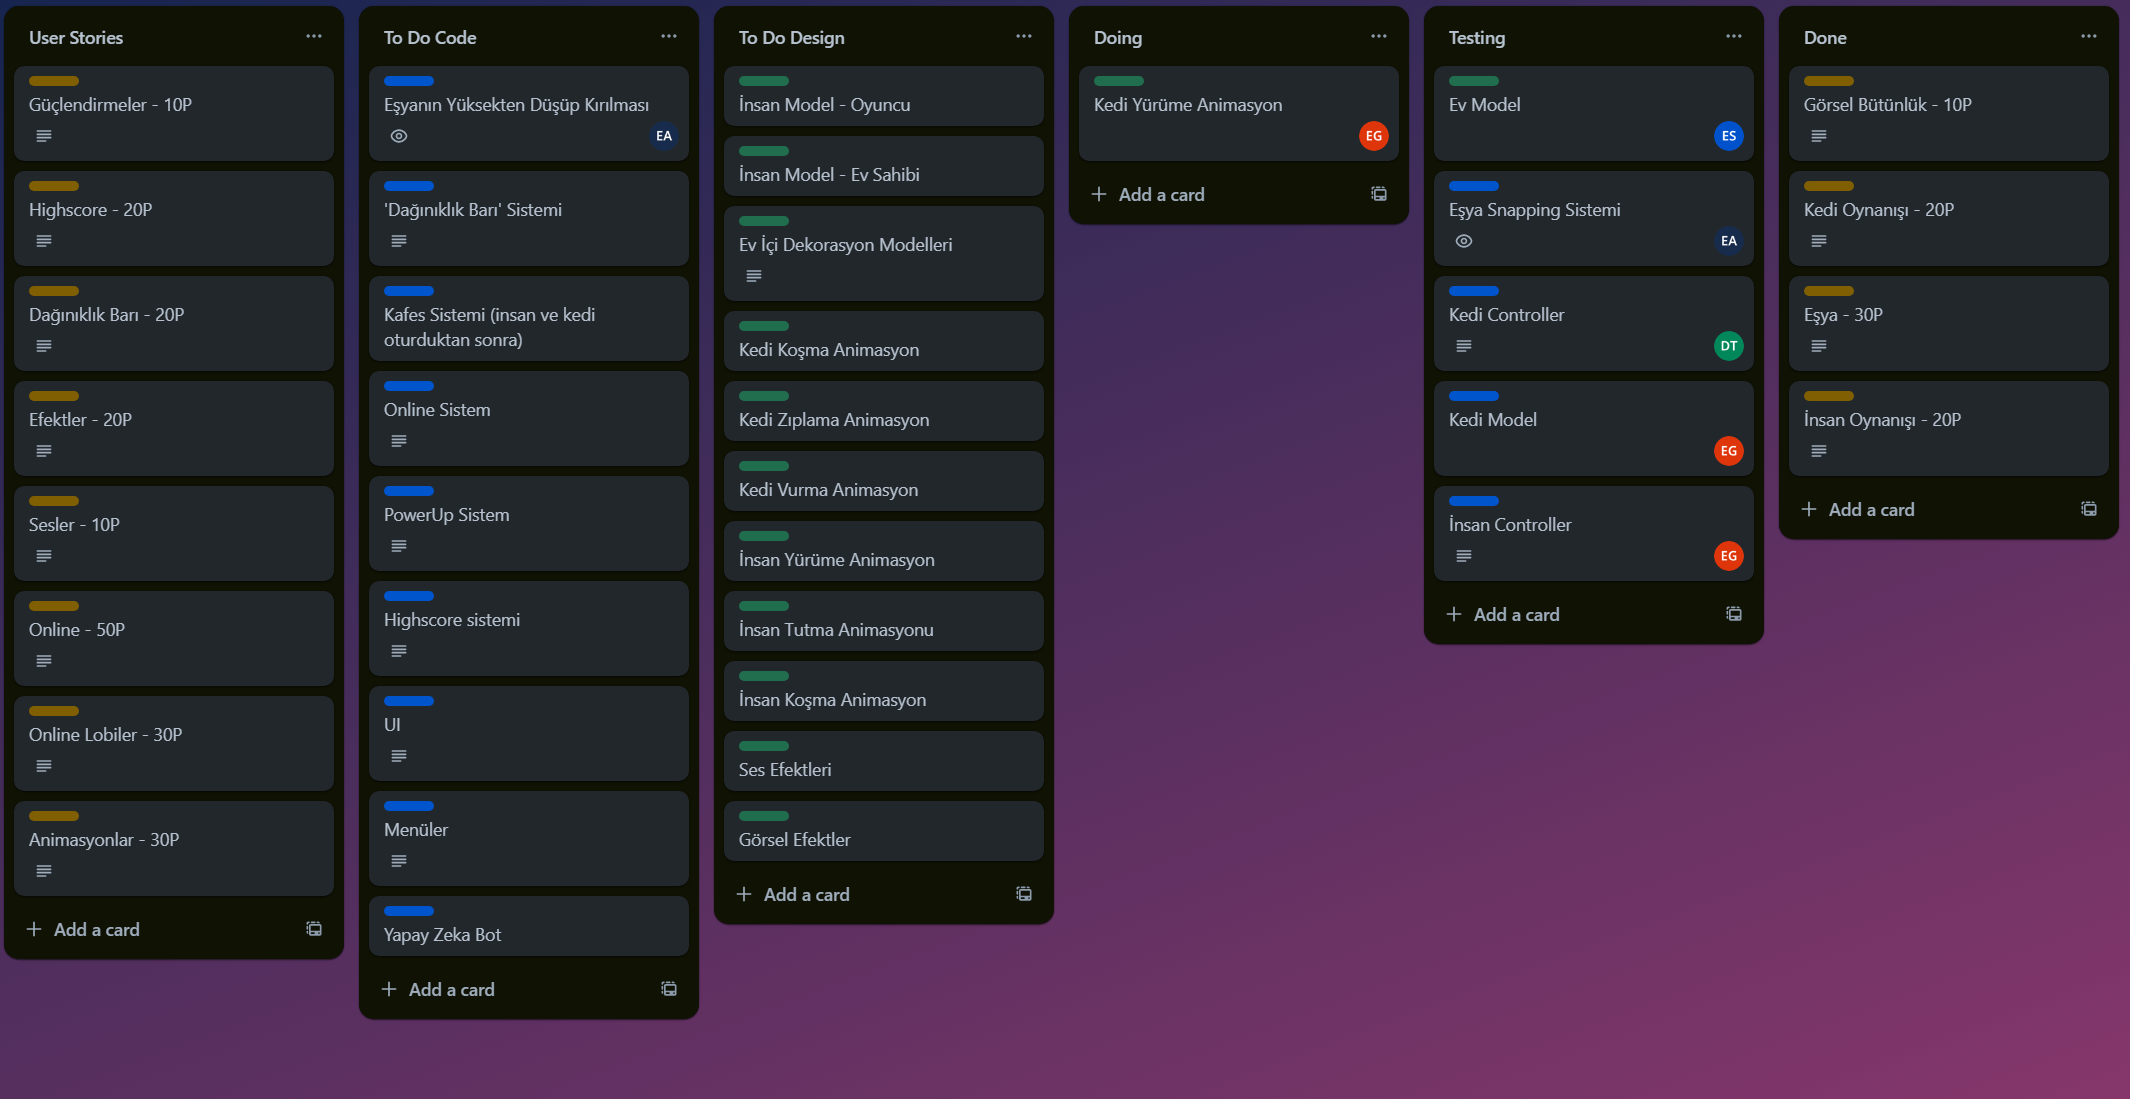 User Stories
Güçlendirmeler - 10P
Highscore - 20P
Dağınıklık Barı - 20P
Efektler - 20P
Sesler - 10P
Online - 50P
Online Lobiler - 30P
Animasyonlar - 30P
Add a card
To Do Code
Eşyanın Yüksekten Düşüp Kırılması
EA
'Dağınıklık Barı' Sistemi
Kafes Sistemi (insan ve kedi
oturduktan sonra)
Online Sistem
PowerUp Sistem
Highscore sistemi
UI
Menüler
Yapay Zeka Bot
Add a card
To Do Design
İnsan Model - Oyuncu
İnsan Model - Ev Sahibi
Ev İçi Dekorasyon Modelleri
Kedi Koşma Animasyon
Kedi Zıplama Animasyon
Kedi Vurma Animasyon
İnsan Yürüme Animasyon
İnsan Tutma Animasyonu
İnsan Koşma Animasyon
Ses Efektleri
Görsel Efektler
Add a card
Doing
Kedi Yürüme Animasyon
EG
Add a card
Testing
Ev Model
ES
Eşya Snapping Sistemi
EA
Kedi Controller
DT
Kedi Model
EG
İnsan Controller
EG
Add a card
Done
Görsel Bütünlük - 10P
Kedi Oynanışı - 20P
Eşya - 30P
İnsan Oynanışı - 20P
Add a card